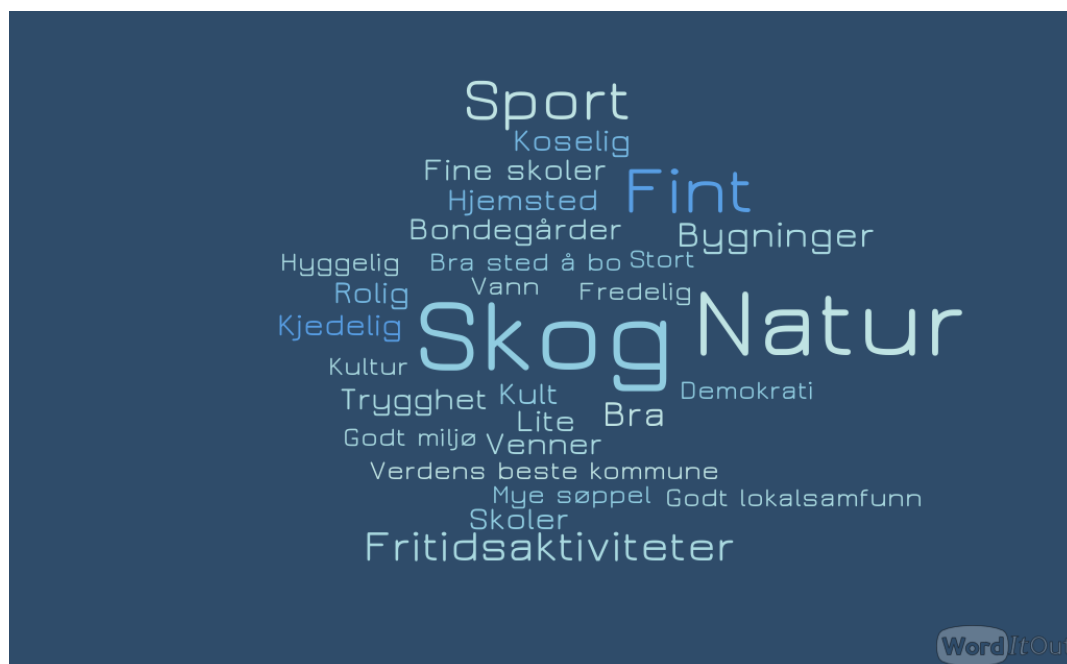 Sport
Koselig
Fine skoler
Fint
Hjemsted
Bondegårder
Bygninger
Hyggelig
Bra sted å bo
Stort
Vann
Fredelig
Rolig
Skog
Natur
Kjedelig
Kultur
Demokrati
Trygghet
Kult
Bra
Lite
Godt miljø
Venner
Verdens beste kommune
Mye søppel
Godt lokalsamfunn
Skoler
Fritidsaktiviteter
WordItOut